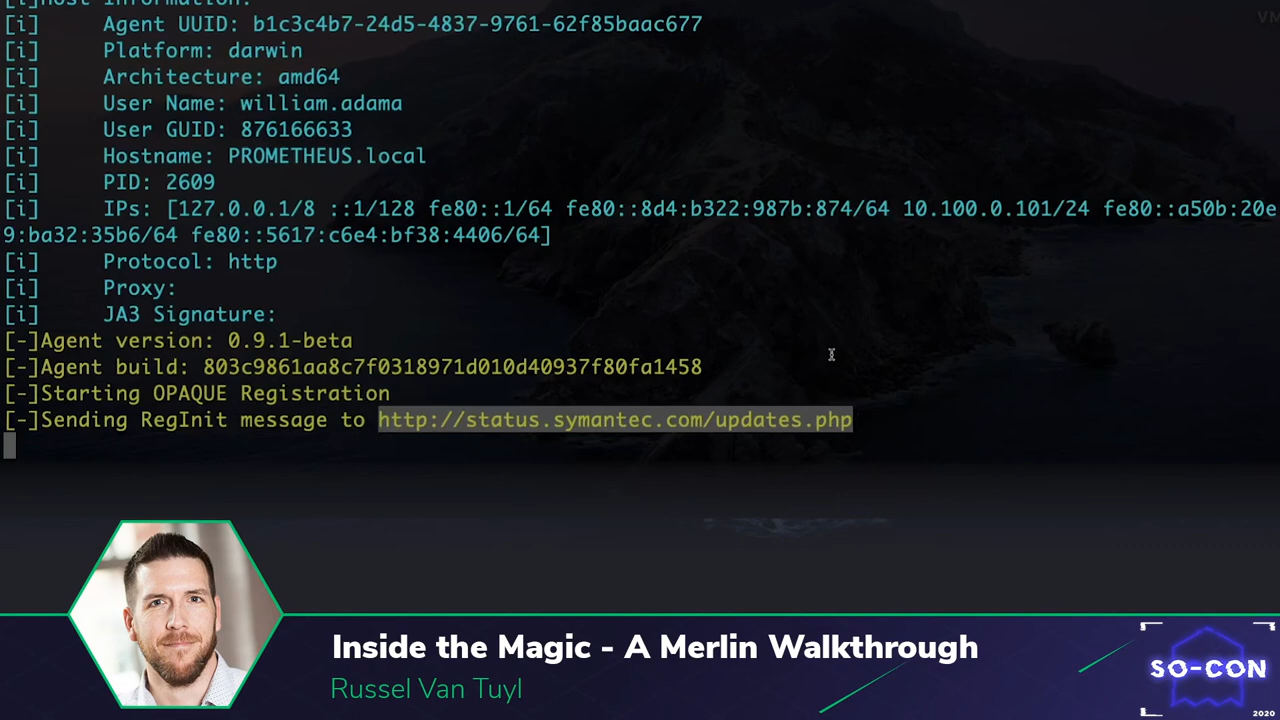 [i]Host Information:
[i] Agent UUID: b1c3c4b7-24d5-4837-9761-62f85baac677
[i] Platform: darwin
[i] Architecture: amd64
[i] User Name: william.adama
[i] User GUID: 876166633
[i] Hostname: PROMETHEUS.local
[i] PID: 2609
[i] IPs: [127.0.0.1/8 ::1/128 fe80::1/64 fe80::8d4:b322:987b:874/64 10.100.0.101/24 fe80::a50b:20e
9:ba32:35b6/64 fe80::5617:c6e4:bf38:4406/64]
[i] Protocol: http
[i] Proxy:
[i] JA3 Signature:
[-]Agent version: 0.9.1-beta
[-]Agent build: 803c9861aa8c7f0318971d010d40937f80fa1458
[-]Starting OPAQUE Registration
[-]Sending RegInit message to http://status.symantec.com/updates.php
Inside the Magic - A Merlin Walkthrough
Russel Van Tuyl
SO-CON
2020